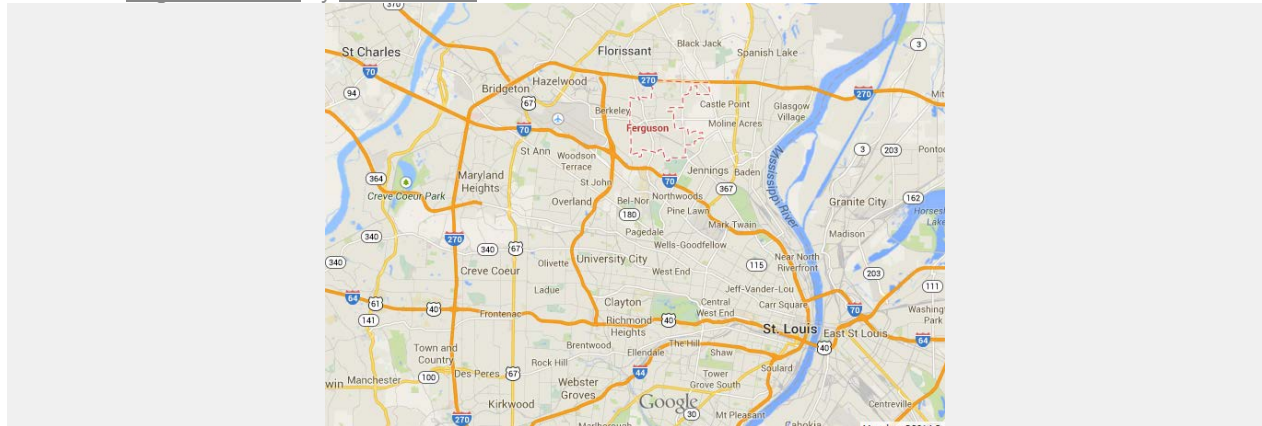 370
Black Jack
3
St Charles
Florissant
Spanish Lake
70
270
Hazelwood
Bridgeton
94
67
Berkeley
Castle Point
Glasgow
Village
270
Ferguson
Moline Acres
70
St Ann
Woodson
Terrace
3
203
Mississippi River
Jennings
Baden
364
Maryland
Heights
St John
70
367
Creve Coeur Park
Overland
Bel-Nor
Northwoods
Pine Lawn
Granite City
162
180
Mark Twain
Madison
340
270
340
67
Pagedale
Wells-Goodfellow
340
Creve Coeur
Olivette
University City
West End
115
Near North
Riverfront
203
Ladue
Jeff-Vander-Lou
111
64
61
40
Clayton
Central
West End
Carr Square
70
141
Frontenac
Richmond
Heights
40
St. Louis
East St Louis
40
64
Town and
Country
Brentwood
Ellendale
The Hill
Shaw
Rock Hill
44
Soulard
Manchester
100
Des Peres
67
Webster
Groves
Tower
Grove South
Kirkwood
Google
30
Mt Pleasant
Centreville
270